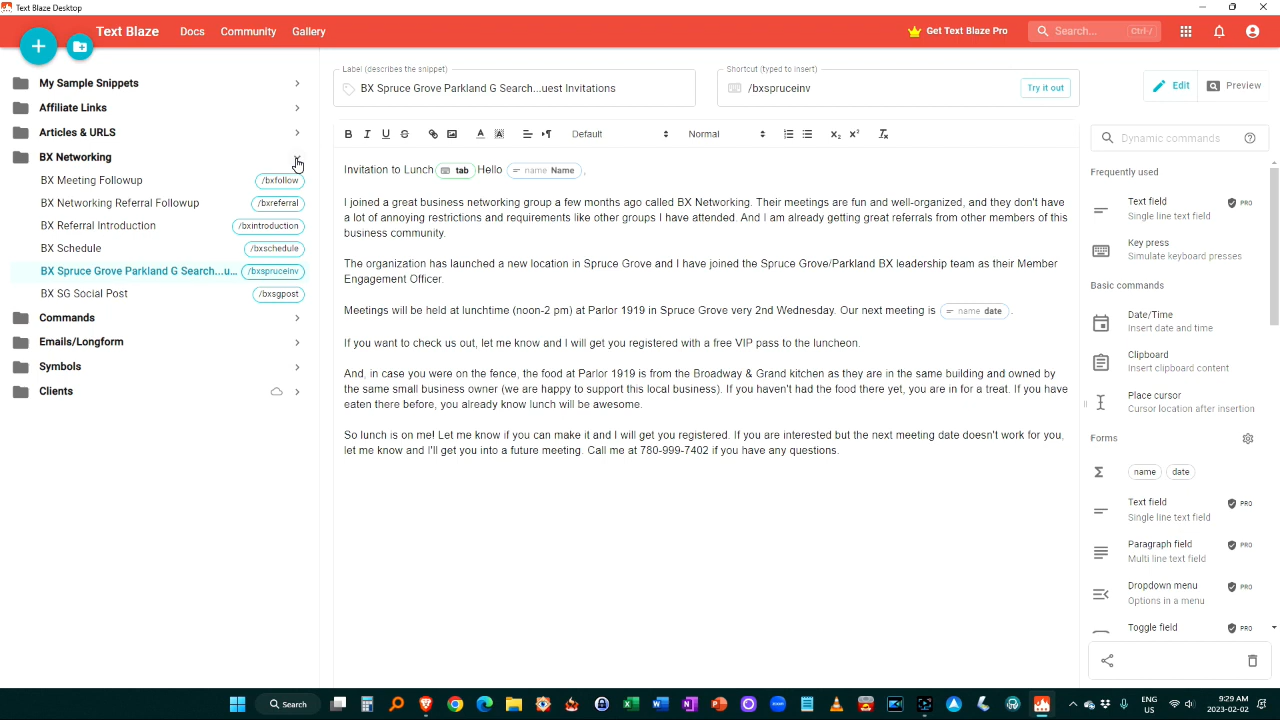 Text Blaze Desktop
Text Blaze Docs Community Gallery Get Text Blaze Pro Search... Ctrl-/
My Sample Snippets
Affiliate Links
Articles & URLS
BX Networking
BX Meeting Followup /bxfollow
BX Networking Referral Followup /bxreferral
BX Referral Introduction /bxintroduction
BX Schedule /bxschedule
BX Spruce Grove Parkland G Search...u... /bxspruceinv
BX SG Social Post /bxsgpost
Commands
Emails/Longform
Symbols
Clients
Label (describes the snippet)
BX Spruce Grove Parkland G Search...uest Invitations
Shortcut (typed to insert)
/bxspruceinv Try it out
Edit Preview
B I U S A A Default Normal X₂ X²
Invitation to Lunch tab Hello name Name ,
I joined a great business networking group a few months ago called BX Networking. Their meetings are fun and well-organized, and they don't have
a lot of annoying restrictions and requirements like other groups I have attended. And I am already getting great referrals from other members of this
business community.
The organization has launched a new location in Spruce Grove and I have joined the Spruce Grove/Parkland BX leadership team as their Member
Engagement Officer.
Meetings will be held at lunchtime (noon-2 pm) at Parlor 1919 in Spruce Grove very 2nd Wednesday. Our next meeting is name date .
If you want to check us out, let me know and I will get you registered with a free VIP pass to the luncheon.
And, in case you were on the fence, the food at Parlor 1919 is from the Broadway & Grand kitchen as they are in the same building and owned by
the same small business owner (we are happy to support this local business). If you haven't had the food there yet, you are in for a treat. If you have
eaten there before, you already know lunch will be awesome.
So lunch is on me! Let me know if you can make it and I will get you registered. If you are interested but the next meeting date doesn't work for you,
let me know and I'll get you into a future meeting. Call me at 780-999-7402 if you have any questions.
Dynamic commands
Frequently used
Text field PRO
Single line text field
Key press
Simulate keyboard presses
Basic commands
Date/Time
Insert date and time
Clipboard
Insert clipboard content
Place cursor
Cursor location after insertion
Forms
name date
Text field PRO
Single line text field
Paragraph field PRO
Multi line text field
Dropdown menu PRO
Options in a menu
Toggle field PRO
Search
ENG
US
9:29 AM
2023-02-02